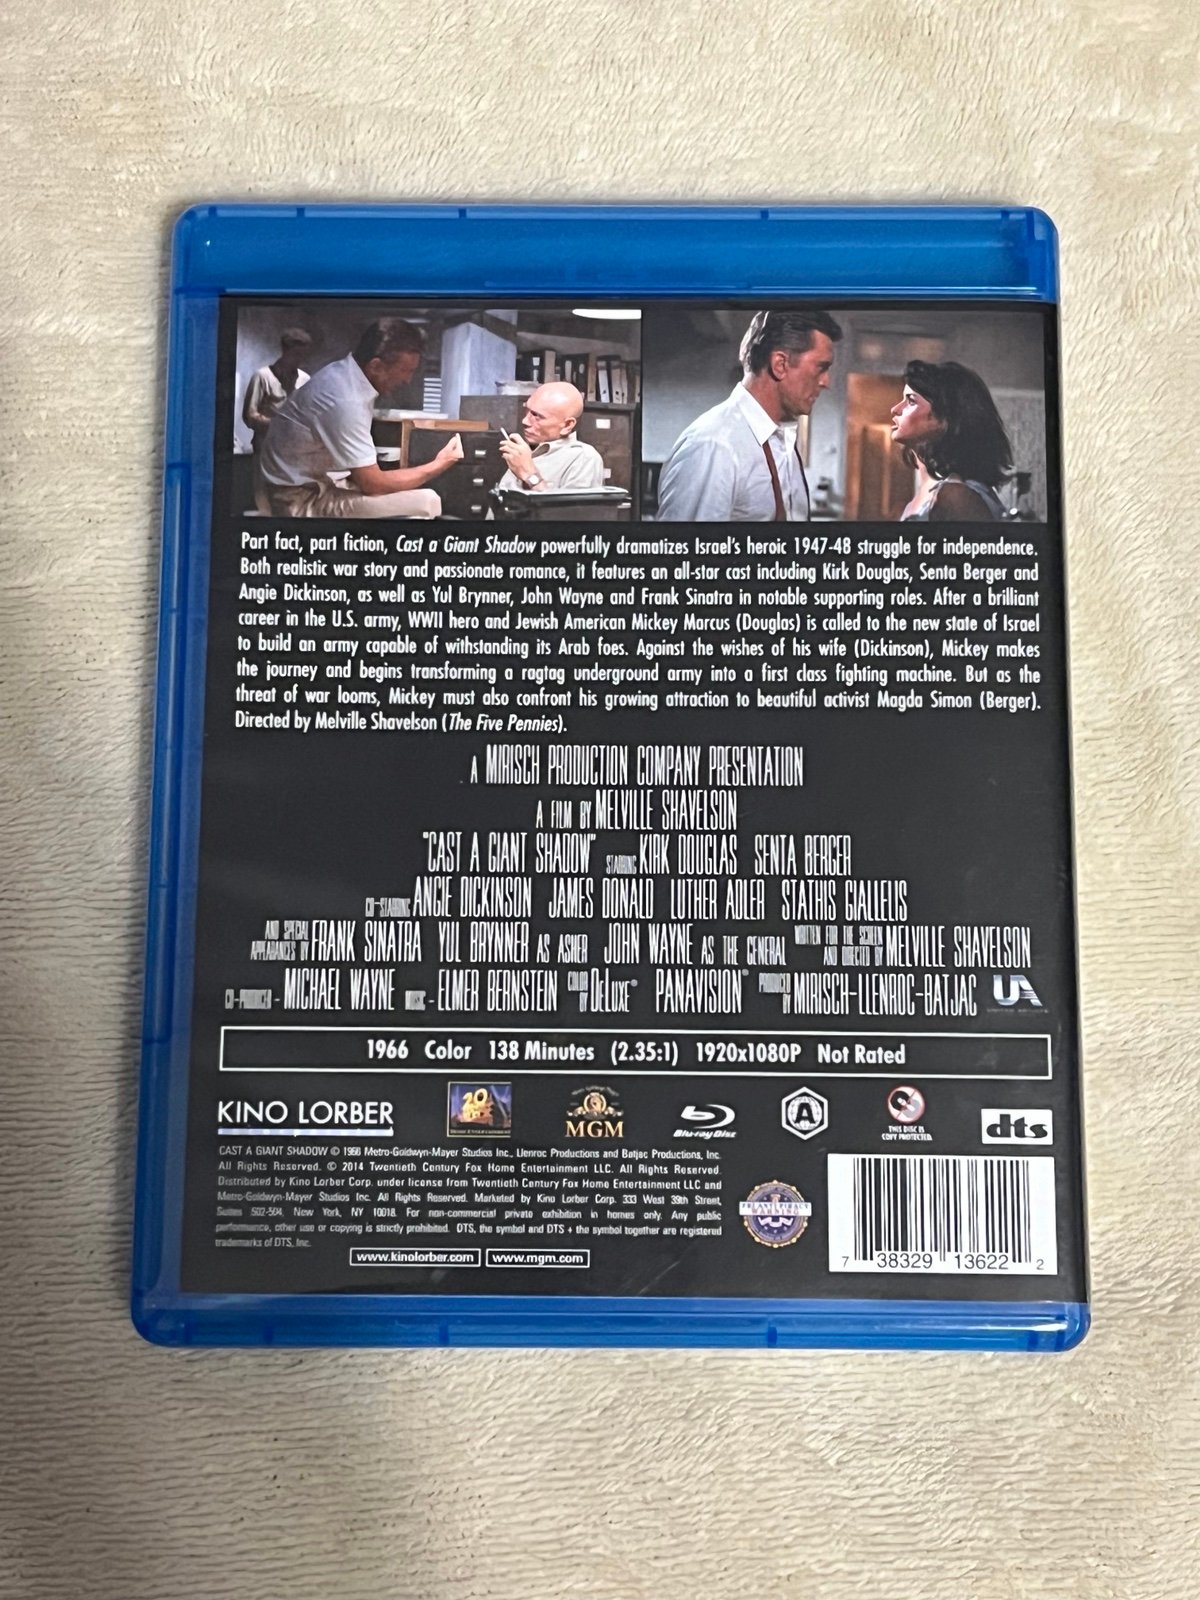 Part fact, part fiction, Cast a Giant Shadow powerfully dramatizes Israel's heroic 1947-48 struggle for independence.
Both realistic war story and passionate romance, it features an all-star cast including Kirk Douglas, Senta Berger and
Angie Dickinson, as well as Yul Brynner, John Wayne and Frank Sinatra in notable supporting roles. After a brilliant
career in the U.S. army, WWII hero and Jewish American Mickey Marcus (Douglas) is called to the new state of Israel
to build an army capable of withstanding its Arab foes. Against the wishes of his wife (Dickinson), Mickey makes
the journey and begins transforming a ragtag underground army into a first class fighting machine. But as the
threat of war looms, Mickey must also confront his growing attraction to beautiful activist Magda Simon (Berger).
Directed by Melville Shavelson (The Five Pennies).
A MIRISCH PRODUCTION COMPANY PRESENTATION
A FILM BY MELVILLE SHAVELSON
"CAST A GIANT SHADOW" STARRING KIRK DOUGLAS SENTA BERGER
CO-STARRING ANGIE DICKINSON JAMES DONALD LUTHER ADLER STATHIS GIALLELIS
AND SPECIAL APPEARANCES BY FRANK SINATRA YUL BRYNNER AS ASHER JOHN WAYNE AS THE GENERAL WRITTEN FOR THE SCREEN AND DIRECTED BY MELVILLE SHAVELSON
CO-PRODUCER - MICHAEL WAYNE MUSIC - ELMER BERNSTEIN COLOR BY DeLUXE® PANAVISION® PRODUCED BY MIRISCH-LLENROC-BATJAC UA
1966 Color 138 Minutes (2.35:1) 1920x1080P Not Rated
KINO LORBER
20
MGM
Blu-ray Disc
A
THIS DISC IS
COPY PROTECTED
dts
CAST A GIANT SHADOW © 1966 Metro-Goldwyn-Mayer Studios Inc., Llenroc Productions and Batjac Productions, Inc.
All Rights Reserved. © 2014 Twentieth Century Fox Home Entertainment LLC. All Rights Reserved.
Distributed by Kino Lorber Corp. under license from Twentieth Century Fox Home Entertainment LLC and
Metro-Goldwyn-Mayer Studios Inc. All Rights Reserved. Marketed by Kino Lorber Corp. 333 West 39th Street,
Suites 502-504, New York, NY 10018. For non-commercial private exhibition in homes only. Any public
performance, other use or copying is strictly prohibited. DTS, the symbol and DTS + the symbol together are registered
trademarks of DTS, Inc.
www.kinolorber.com www.mgm.com
ANTI-PIRACY
WARNING
7 38329 13622 2